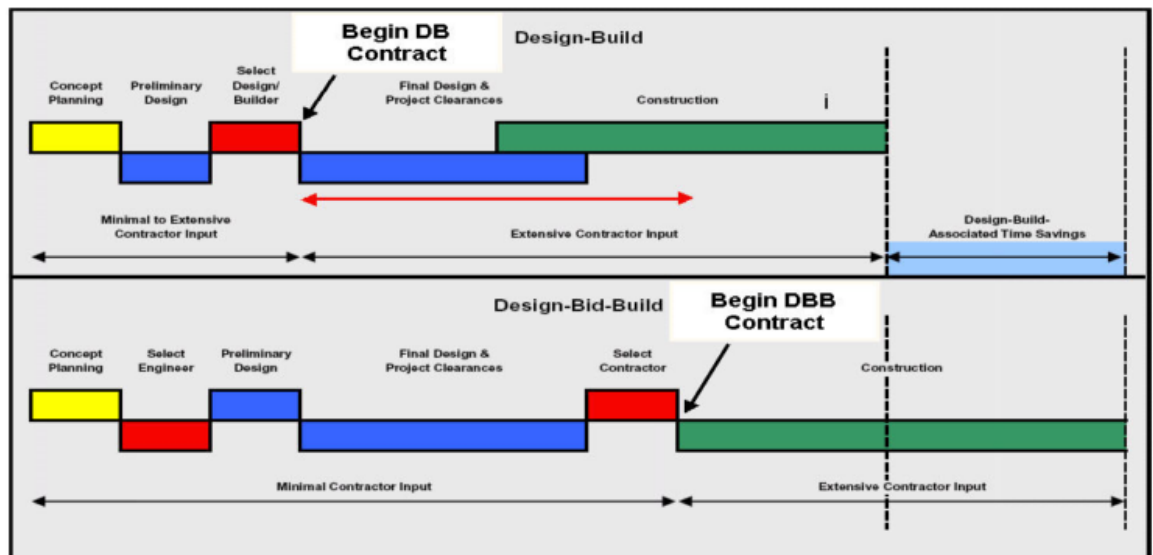 Begin DB
Contract
Design-Build
Concept
Planning
Preliminary
Design
Select
Design/
Builder
Final Design &
Project Clearances
Construction
i
Minimal to Extensive
Contractor Input
Extensive Contractor Input
Design-Build-
Associated Time Savings
Design-Bid-Build
Begin DBB
Contract
Concept
Planning
Select
Engineer
Preliminary
Design
Final Design &
Project Clearances
Select
Contractor
Construction
Minimal Contractor Input
Extensive Contractor Input